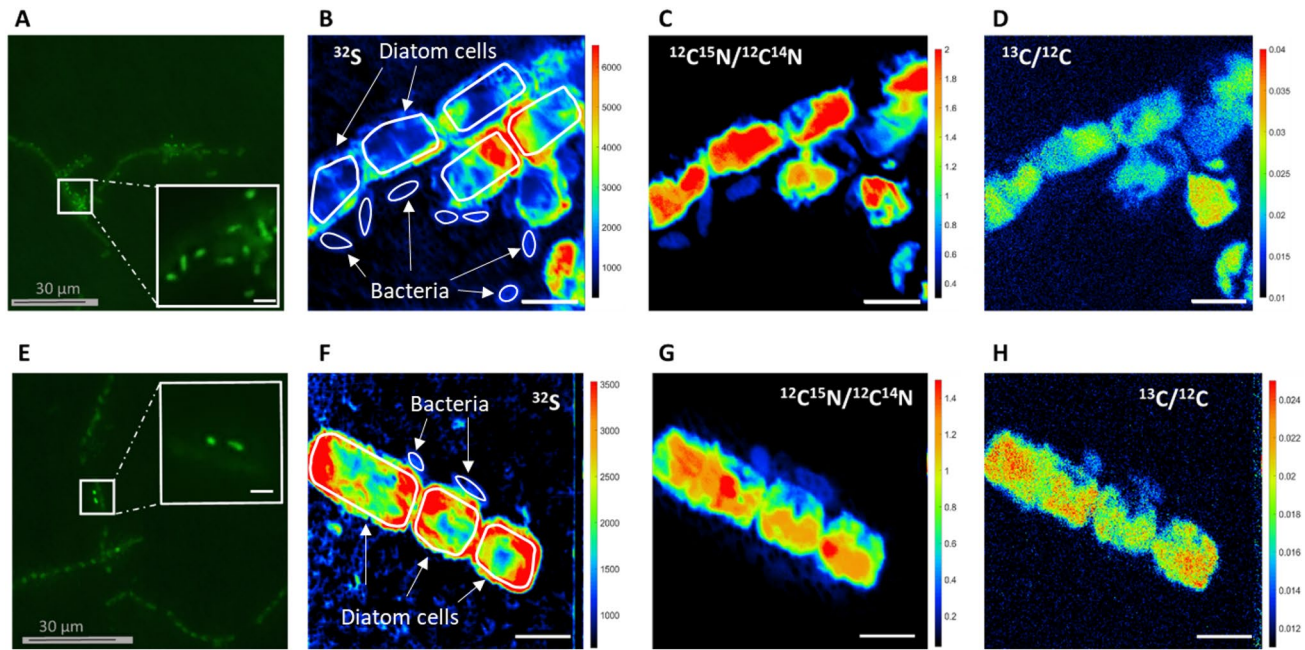 A
30 µm
B
³²S
Diatom cells
Bacteria
6000
5000
4000
3000
2000
1000
C
¹²C¹⁵N/¹²C¹⁴N
2
1.8
1.6
1.4
1.2
1
0.8
0.6
0.4
D
¹³C/¹²C
0.04
0.035
0.03
0.025
0.02
0.015
0.01
E
30 µm
F
Bacteria
³²S
Diatom cells
3500
3000
2500
2000
1500
1000
G
¹²C¹⁵N/¹²C¹⁴N
1.4
1.2
1
0.8
0.6
0.4
0.2
H
¹³C/¹²C
0.024
0.022
0.02
0.018
0.016
0.014
0.012